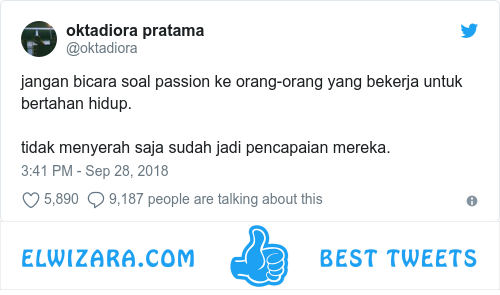 oktadiora pratama
@oktadiora
jangan bicara soal passion ke orang-orang yang bekerja untuk
bertahan hidup.
tidak menyerah saja sudah jadi pencapaian mereka.
3:41 PM - Sep 28, 2018
5,890 9,187 people are talking about this
ELWIZARA.COM BEST TWEETS